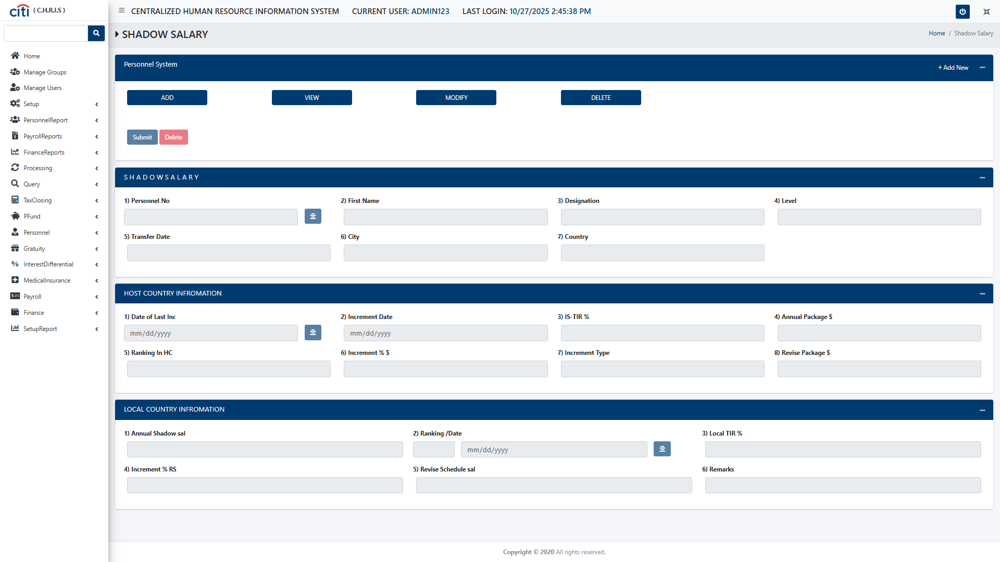 citi ( C.H.R.I.S )
CENTRALIZED HUMAN RESOURCE INFORMATION SYSTEM CURRENT USER: ADMIN123 LAST LOGIN: 10/27/2025 2:45:38 PM
SHADOW SALARY
Home / Shadow Salary
Home
Manage Groups
Manage Users
Setup
PersonnelReport
PayrollReports
FinanceReports
Processing
Query
TaxClosing
PFund
Personnel
Gratuity
InterestDifferential
MedicalInsurance
Payroll
Finance
SetupReport
Personnel System
+ Add New
ADD VIEW MODIFY DELETE
Submit Delete
S H A D O W S A L A R Y
1) Personnel No 2) First Name 3) Designation 4) Level
5) Transfer Date 6) City 7) Country
HOST COUNTRY INFROMATION
1) Date of Last Inc 2) Increment Date 3) IS-TIR % 4) Annual Package $
mm/dd/yyyy mm/dd/yyyy
5) Ranking In HC 6) Increment % $ 7) Increment Type 8) Revise Package $
LOCAL COUNTRY INFROMATION
1) Annual Shadow sal 2) Ranking /Date 3) Local TIR %
mm/dd/yyyy
4) Increment % RS 5) Revise Schedule sal 6) Remarks
Copyright © 2020 All rights reserved.